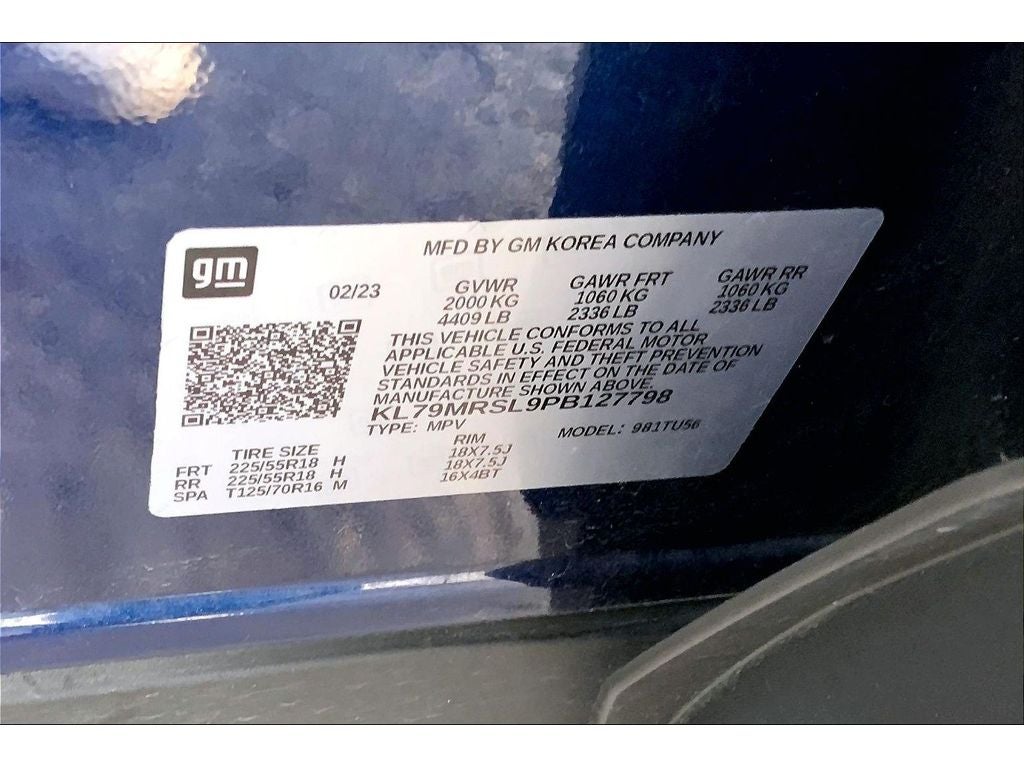 gm
MFD BY GM KOREA COMPANY
02/23 GVWR GAWR FRT GAWR RR
2000 KG 1060 KG 1060 KG
4409 LB 2336 LB 2336 LB
THIS VEHICLE CONFORMS TO ALL
APPLICABLE U.S. FEDERAL MOTOR
VEHICLE SAFETY AND THEFT PREVENTION
STANDARDS IN EFFECT ON THE DATE OF
MANUFACTURE SHOWN ABOVE.
KL79MRSL9PB127798
TYPE: MPV MODEL: 9B1TU56
TIRE SIZE RIM
FRT 225/55R18 H 18X7.5J
RR 225/55R18 H 18X7.5J
SPA T125/70R16 M 16X4BT